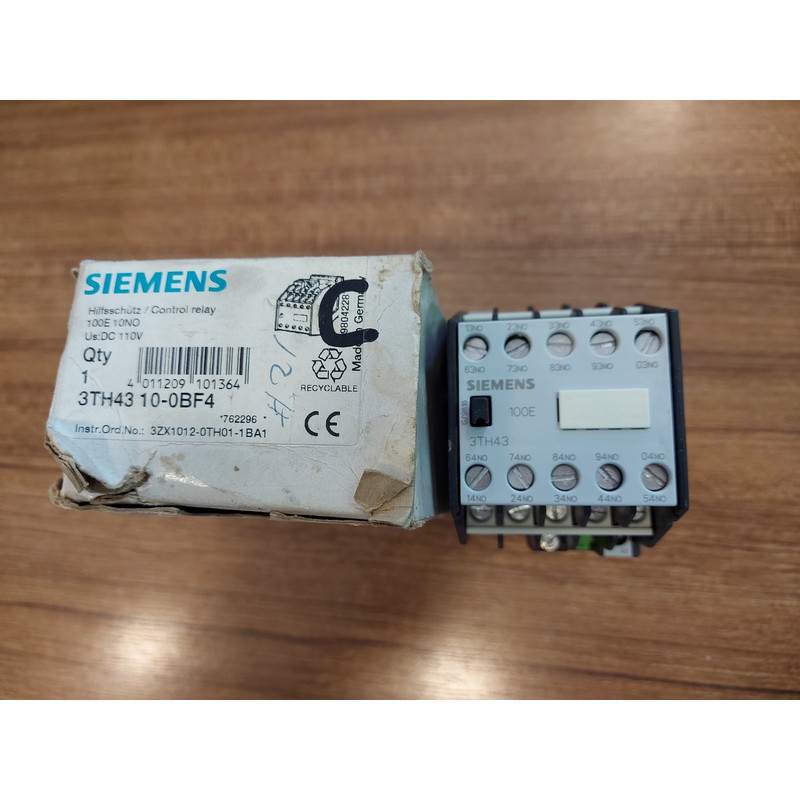 SIEMENS
Hilfsschütz / Control relay
100E 10NO
Us:DC 110V
Qty
1
4 011209 101364
3TH43 10-0BF4
*762296 *
Instr.Ord.No.: 3ZX1012-0TH01-1BA1
RECYCLABLE
CE
9804228
Made in German
C
13NO 23NO 33NO 43NO 53NO
63NO 73NO 83NO 93NO 03NO
SIEMENS
100E
3TH43
64NO 74NO 84NO 94NO 04NO
14NO 24NO 34NO 44NO 54NO